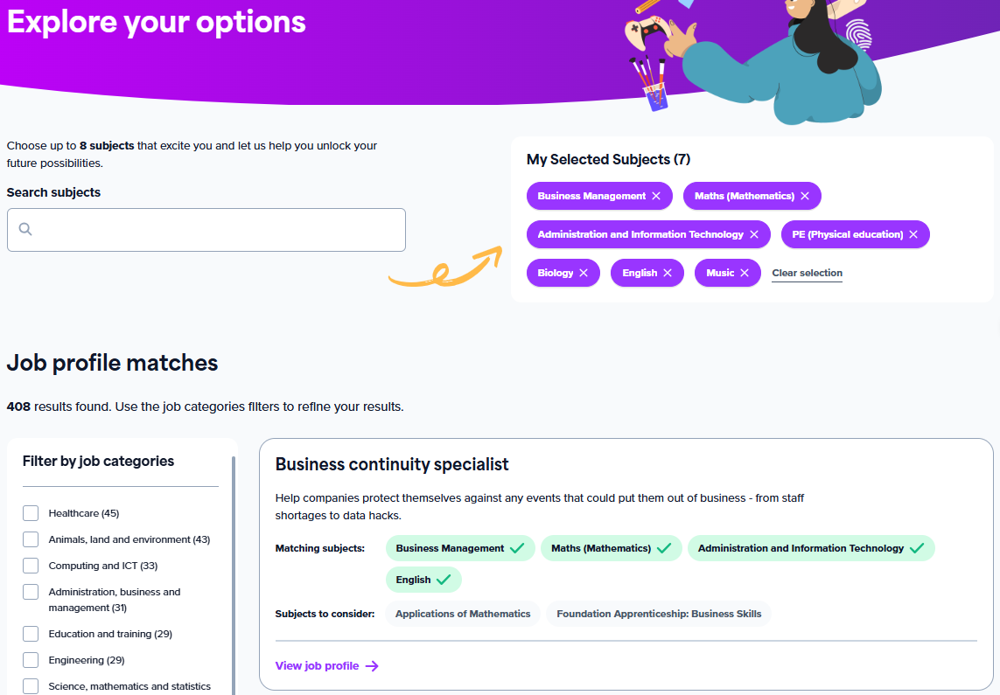 Explore your options
Choose up to 8 subjects that excite you and let us help you unlock your
future possibilities.
Search subjects
My Selected Subjects (7)
Business Management
Maths (Mathematics)
Administration and Information Technology
PE (Physical education)
Biology
English
Music
Clear selection
Job profile matches
408 results found. Use the job categories filters to refine your results.
Filter by job categories
Healthcare (45)
Animals, land and environment (43)
Computing and ICT (33)
Administration, business and
management (31)
Education and training (29)
Engineering (29)
Science, mathematics and statistics
Business continuity specialist
Help companies protect themselves against any events that could put them out of business - from staff
shortages to data hacks.
Matching subjects:
Business Management
Maths (Mathematics)
Administration and Information Technology
English
Subjects to consider:
Applications of Mathematics
Foundation Apprenticeship: Business Skills
View job profile